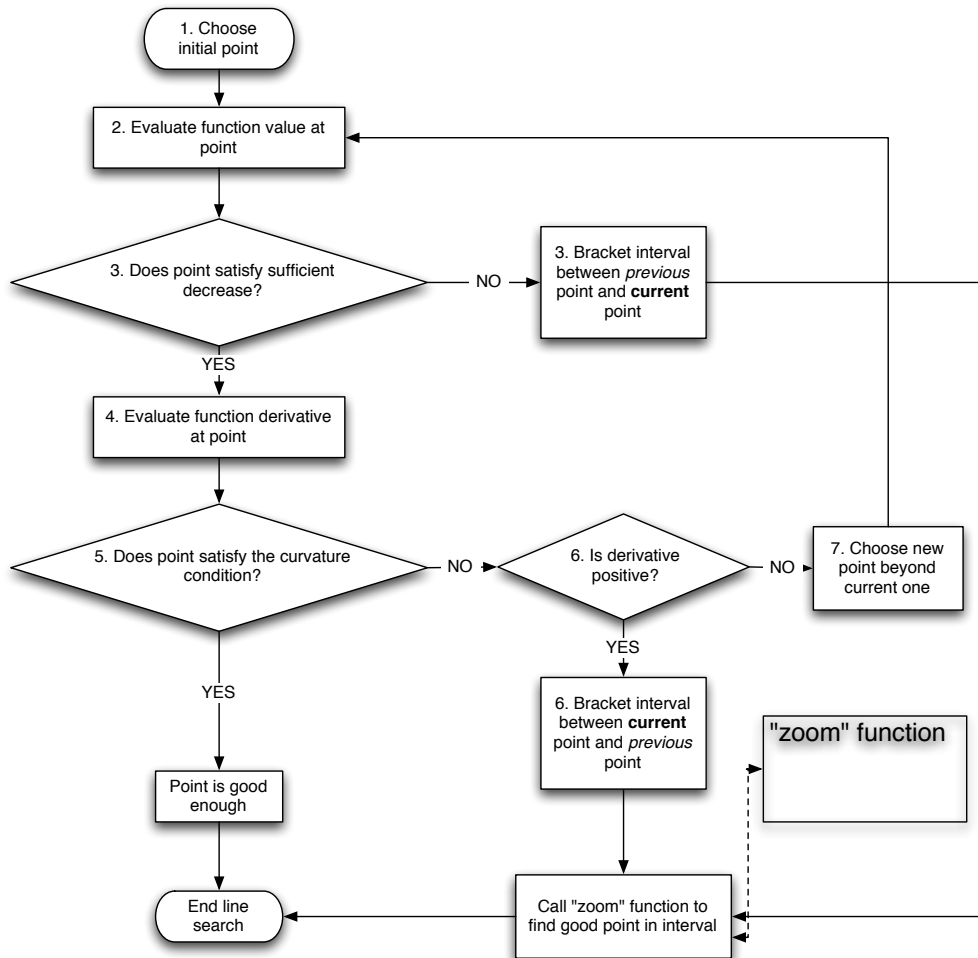 1. Choose
initial point
2. Evaluate function value at
point
3. Does point satisfy sufficient
decrease?
NO
3. Bracket interval
between previous
point and current
point
YES
4. Evaluate function derivative
at point
5. Does point satisfy the curvature
condition?
NO
6. Is derivative
positive?
NO
7. Choose new
point beyond
current one
YES
YES
6. Bracket interval
between current
point and previous
point
"zoom" function
Point is good
enough
End line
search
Call "zoom" function to
find good point in interval